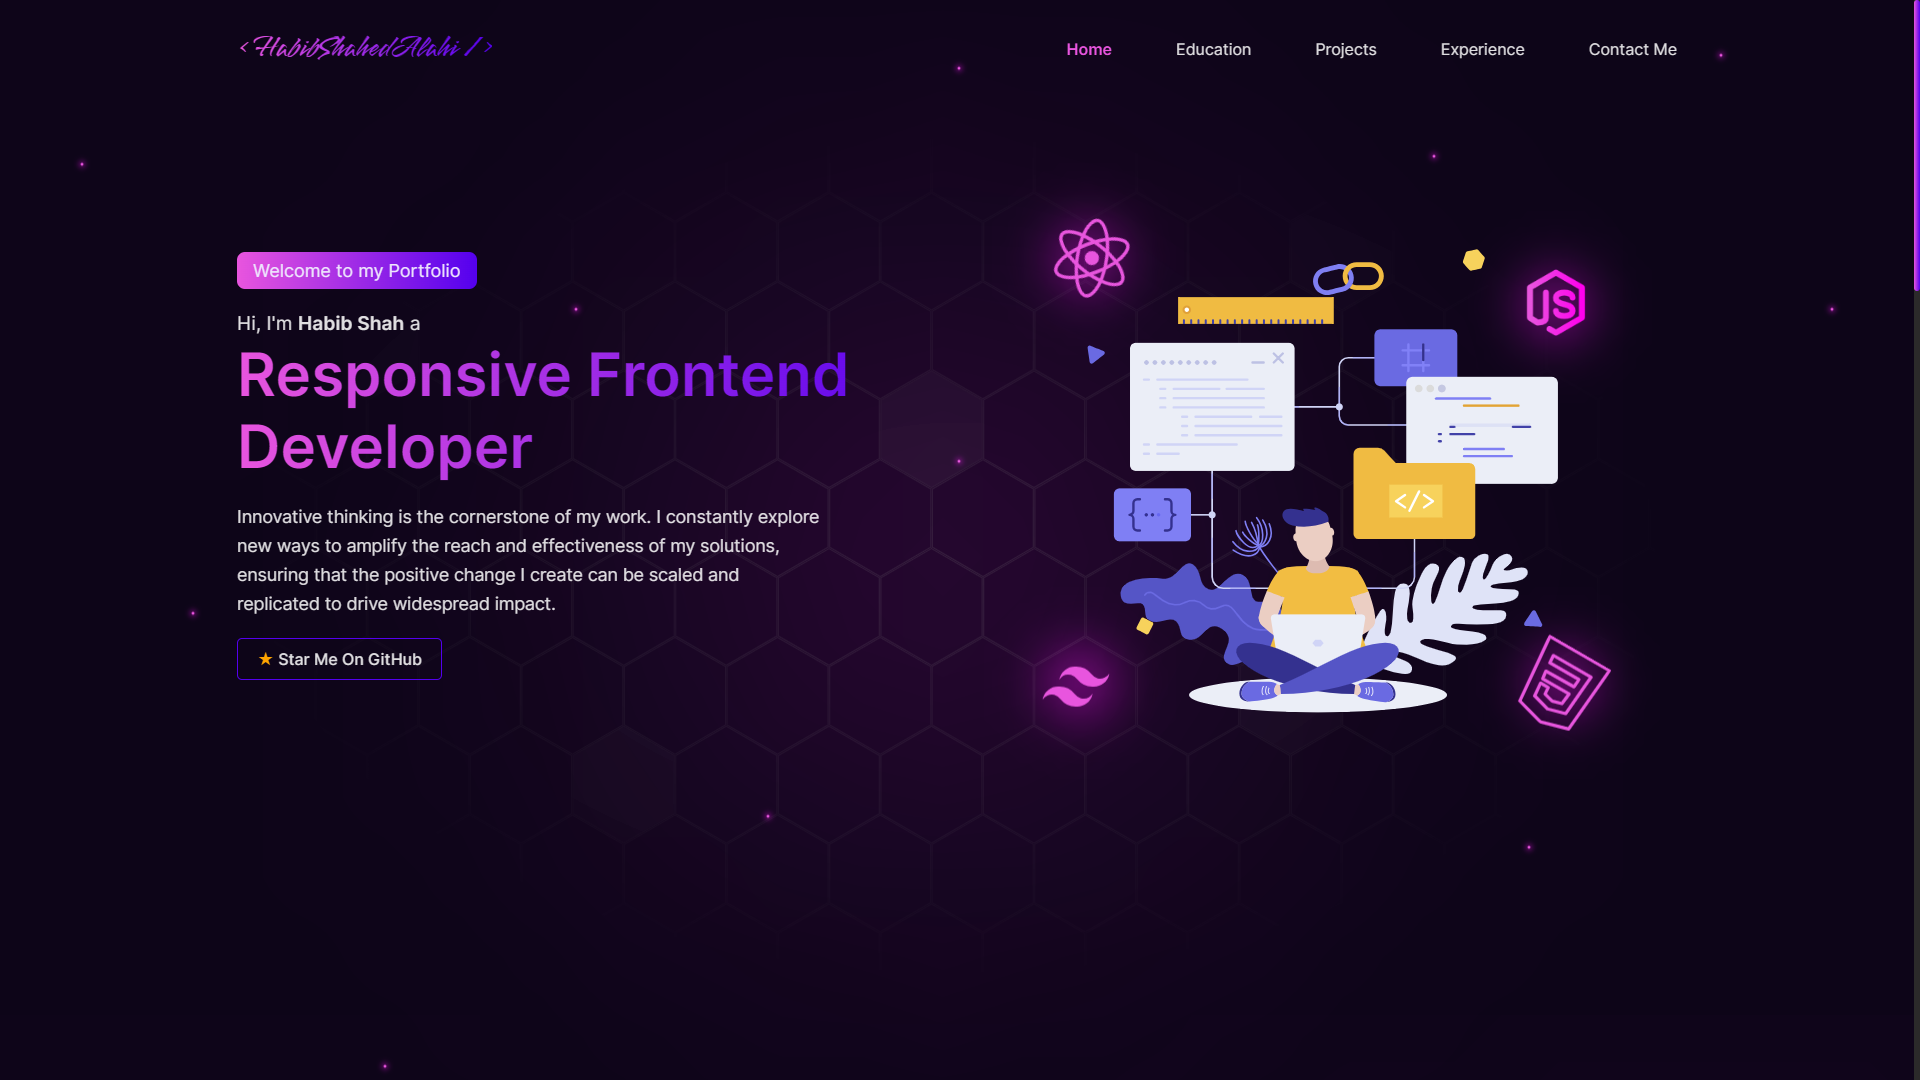 <HabibShahedAlahi />
Home
Education
Projects
Experience
Contact Me
Welcome to my Portfolio
Hi, I'm Habib Shah a
Responsive Frontend
Developer
Innovative thinking is the cornerstone of my work. I constantly explore
new ways to amplify the reach and effectiveness of my solutions,
ensuring that the positive change I create can be scaled and
replicated to drive widespread impact.
★ Star Me On GitHub
JS
</>
{...}